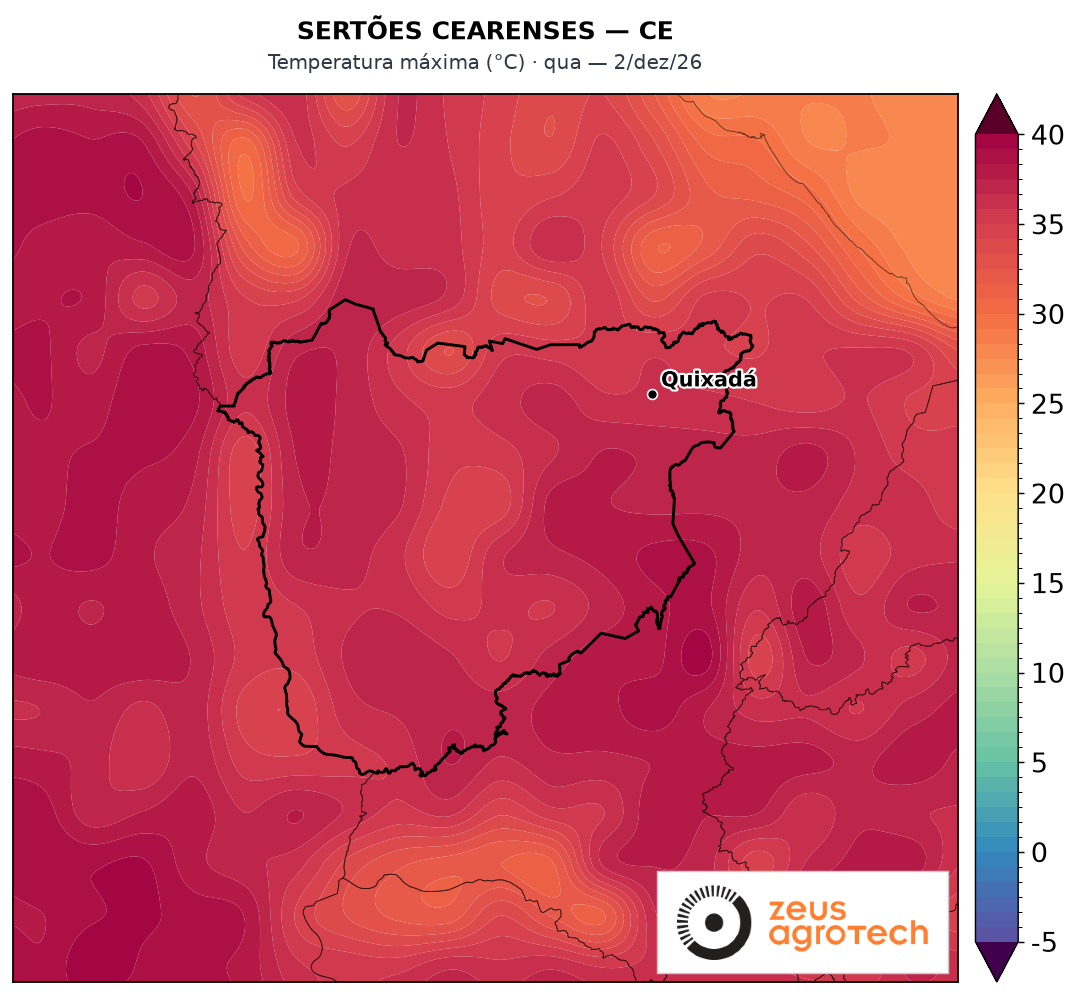 SERTÕES CEARENSES — CE
Temperatura máxima (°C) · qua — 2/dez/26
Quixadá
40
35
30
25
20
15
10
5
0
-5
zeus
agrotech